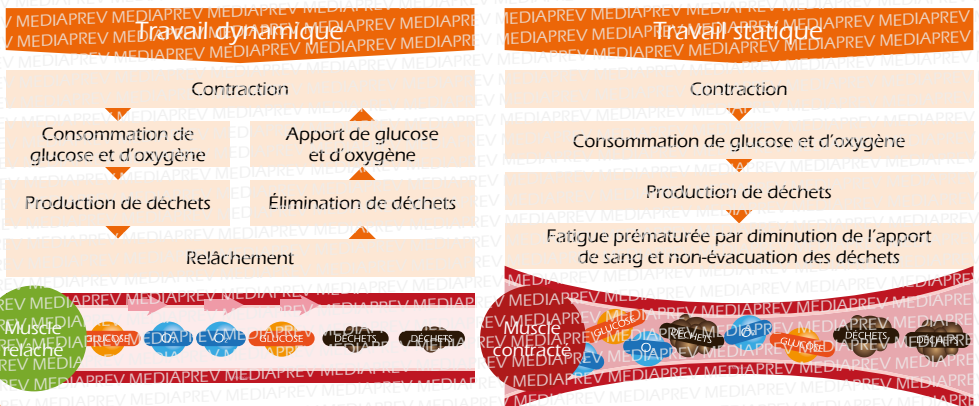 Travail dynamique
Contraction
Consommation de
glucose et d'oxygène
Apport de glucose
et d'oxygène
Production de déchets
Élimination de déchets
Relâchement
Muscle
relâché
GLUCOSE
O₂
O₂
GLUCOSE
DÉCHETS
DÉCHETS
Travail statique
Contraction
Consommation de glucose et d'oxygène
Production de déchets
Fatigue prématurée par diminution de l'apport
de sang et non-évacuation des déchets
Muscle
contracté
GLUCOSE
O₂
DÉCHETS
O₂
GLUCOSE
DÉCHETS
DÉCHETS
MEDIAPREV